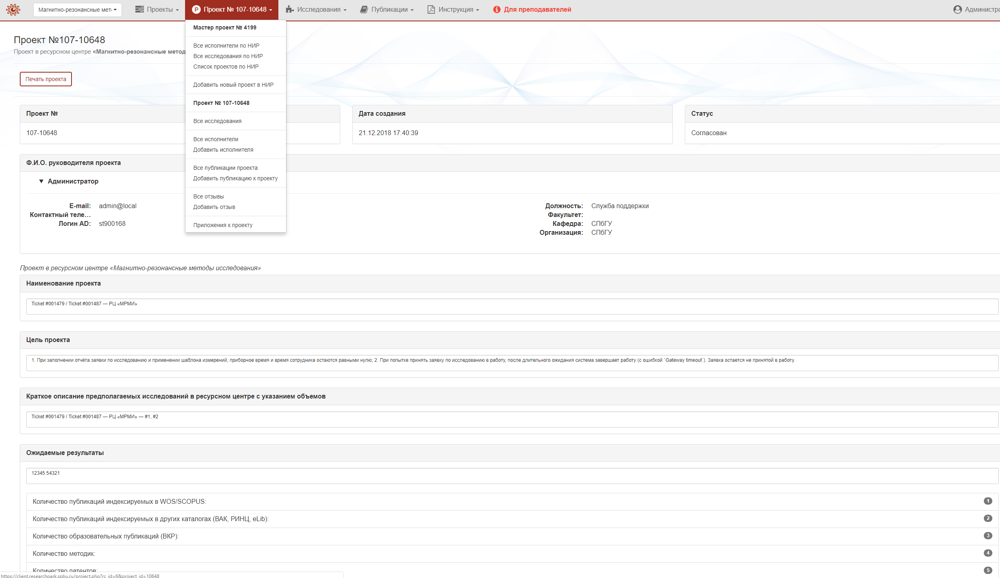 Магнитно-резонансные мет
Проекты
Проект № 107-10648
Исследования
Публикации
Инструкция
Для преподавателей
Администра
Мастер проект № 4199
Все исполнители по НИР
Все исследования по НИР
Список проектов по НИР
Добавить новый проект в НИР
Проект № 107-10648
Все исследования
Все исполнители
Добавить исполнителя
Все публикации проекта
Добавить публикацию к проекту
Все отзывы
Добавить отзыв
Приложения к проекту
Проект №107-10648
Проект в ресурсном центре «Магнитно-резонансные метод
Печать проекта
Проект №
107-10648
Дата создания
21.12.2018 17:40:39
Статус
Согласован
Ф.И.О. руководителя проекта
Администратор
E-mail: admin@local
Контактный теле...
Логин AD: st900168
Должность: Служба поддержки
Факультет:
Кафедра: СПбГУ
Организация: СПбГУ
Проект в ресурсном центре «Магнитно-резонансные методы исследования»
Наименование проекта
Ticket #001479 / Ticket #001487 — РЦ «МРМИ»
Цель проекта
1. При заполнении отчёта заявки по исследованию и применении шаблона измерений, приборное время и время сотрудника остаются равными нулю; 2. При попытке принять заявку по исследованию в работу, после длительного ожидания система завершает работу (с ошибкой `Gateway timeout`). Заявка остается не принятой в работу.
Краткое описание предполагаемых исследований в ресурсном центре с указанием объемов
Ticket #001479 / Ticket #001487 — РЦ «МРМИ» — #1, #2
Ожидаемые результаты
12345 54321
Количество публикаций индексируемых в WOS/SCOPUS: 1
Количество публикаций индексируемых в других каталогах (ВАК, РИНЦ, eLib): 2
Количество образовательных публикаций (ВКР): 3
Количество методик: 4
Количество патентов: 5
https://client.researchpark.spbu.ru/project.php?rc_id=6&project_id=10648